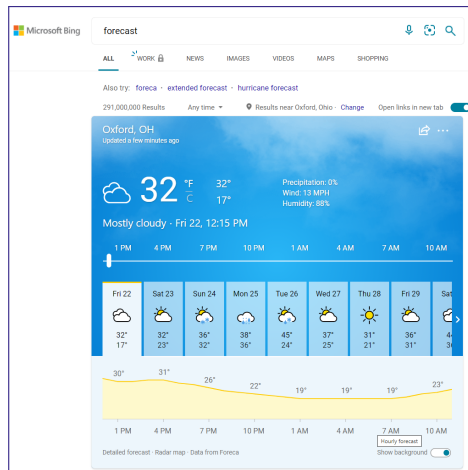 Microsoft Bing
forecast
ALL WORK NEWS IMAGES VIDEOS MAPS SHOPPING
Also try: foreca · extended forecast · hurricane forecast
291,000,000 Results Any time Results near Oxford, Ohio · Change Open links in new tab
Oxford, OH
Updated a few minutes ago
32 °F 32° Precipitation: 0%
C 17° Wind: 13 MPH
Humidity: 88%
Mostly cloudy · Fri 22, 12:15 PM
1 PM 4 PM 7 PM 10 PM 1 AM 4 AM 7 AM 10 AM
Fri 22 Sat 23 Sun 24 Mon 25 Tue 26 Wed 27 Thu 28 Fri 29 Sat
32° 32° 36° 38° 45° 37° 31° 36° 4
17° 23° 32° 36° 24° 25° 21° 31° 3
30° 31° 26° 22° 19° 19° 19° 23°
1 PM 4 PM 7 PM 10 PM 1 AM 4 AM 7 AM 10 AM
Hourly forecast
Detailed forecast · Radar map · Data from Foreca Show background